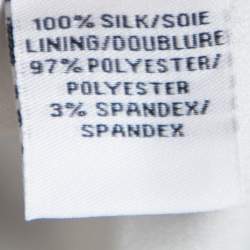 100% SILK/SOIE
LINING/DOUBLURE
97% POLYESTER/
POLYESTER
3% SPANDEX/
SPANDEX